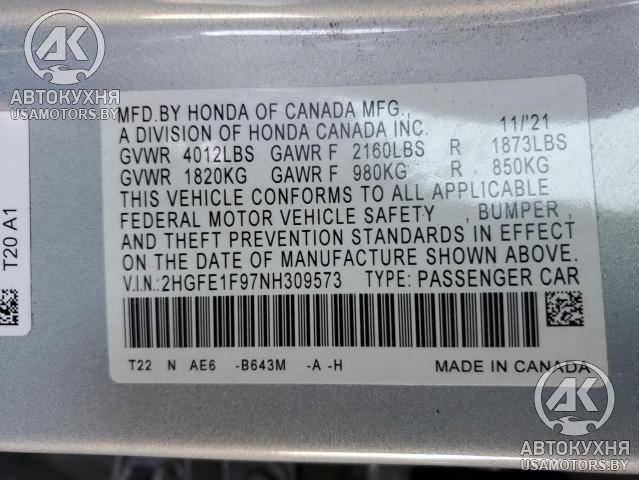 АК
АВТОКУХНЯ
USAMOTORS.BY
MFD.BY HONDA OF CANADA MFG.,
A DIVISION OF HONDA CANADA INC. 11/'21
GVWR 4012LBS GAWR F 2160LBS R 1873LBS
GVWR 1820KG GAWR F 980KG R 850KG
THIS VEHICLE CONFORMS TO ALL APPLICABLE
FEDERAL MOTOR VEHICLE SAFETY , BUMPER,
AND THEFT PREVENTION STANDARDS IN EFFECT
ON THE DATE OF MANUFACTURE SHOWN ABOVE.
V.I.N.:2HGFE1F97NH309573 TYPE: PASSENGER CAR
T22 N AE6 -B643M -A -H MADE IN CANADA
T20 A1
АК
АВТОКУХНЯ
USAMOTORS.BY